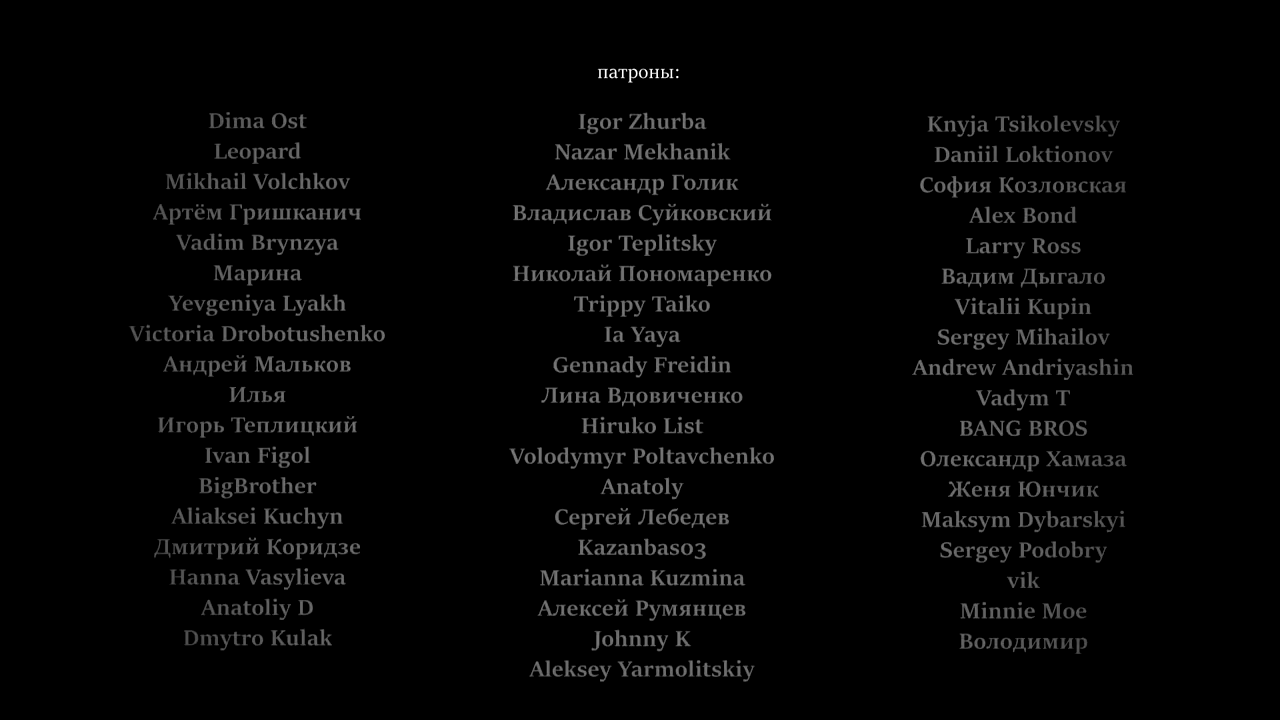 патроны:
Dima Ost
Leopard
Mikhail Volchkov
Артём Гришканич
Vadim Brynzya
Марина
Yevgeniya Lyakh
Victoria Drobotushenko
Андрей Мальков
Илья
Игорь Теплицкий
Ivan Figol
BigBrother
Aliaksei Kuchyn
Дмитрий Коридзе
Hanna Vasylieva
Anatoliy D
Dmytro Kulak
Igor Zhurba
Nazar Mekhanik
Александр Голик
Владислав Суйковский
Igor Teplitsky
Николай Пономаренко
Trippy Taiko
Ia Yaya
Gennady Freidin
Лина Вдовиченко
Hiruko List
Volodymyr Poltavchenko
Anatoly
Сергей Лебедев
Kazanbas03
Marianna Kuzmina
Алексей Румянцев
Johnny K
Aleksey Yarmolitskiy
Knyja Tsikolevsky
Daniil Loktionov
София Козловская
Alex Bond
Larry Ross
Вадим Дыгало
Vitalii Kupin
Sergey Mihailov
Andrew Andriyashin
Vadym T
BANG BROS
Олександр Хамаза
Женя Юнчик
Maksym Dybarskyi
Sergey Podobry
vik
Minnie Moe
Володимир